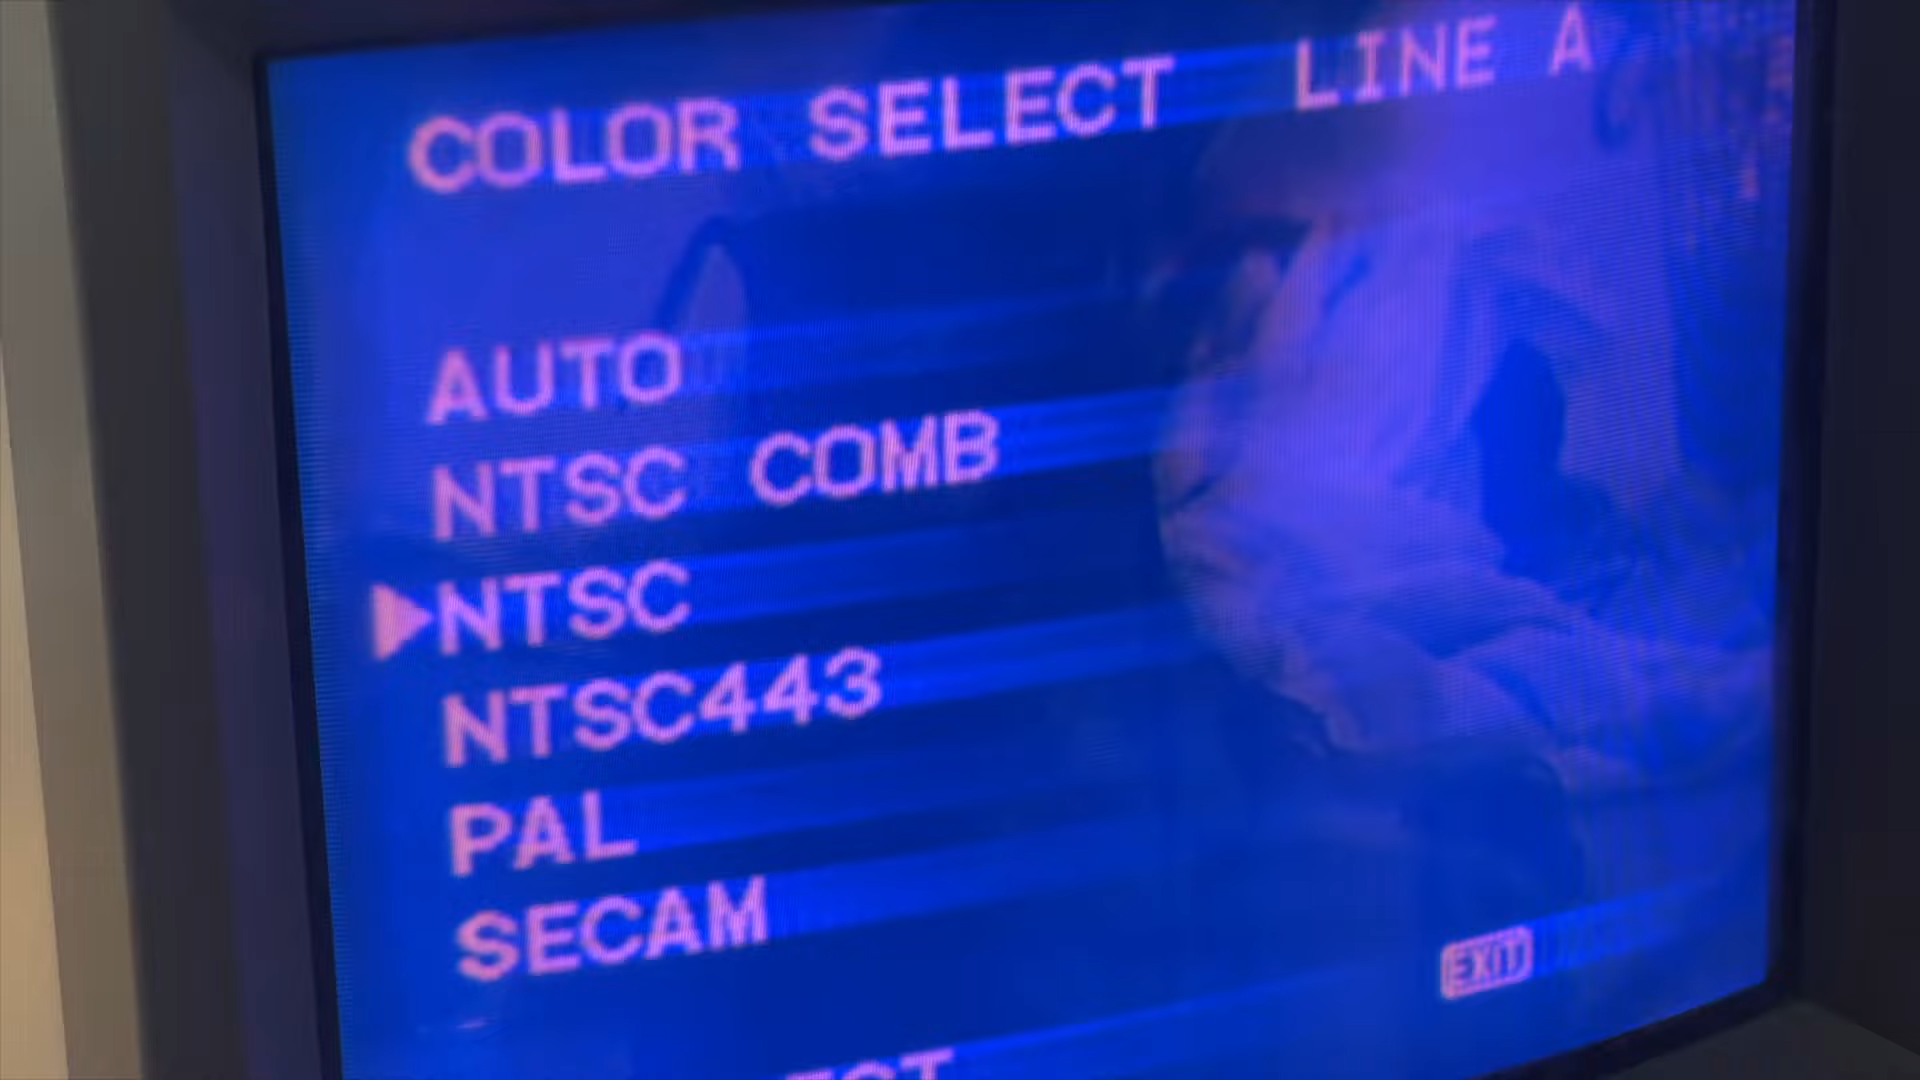 COLOR SELECT LINE A
AUTO
NTSC COMB
▶NTSC
NTSC443
PAL
SECAM
EXIT